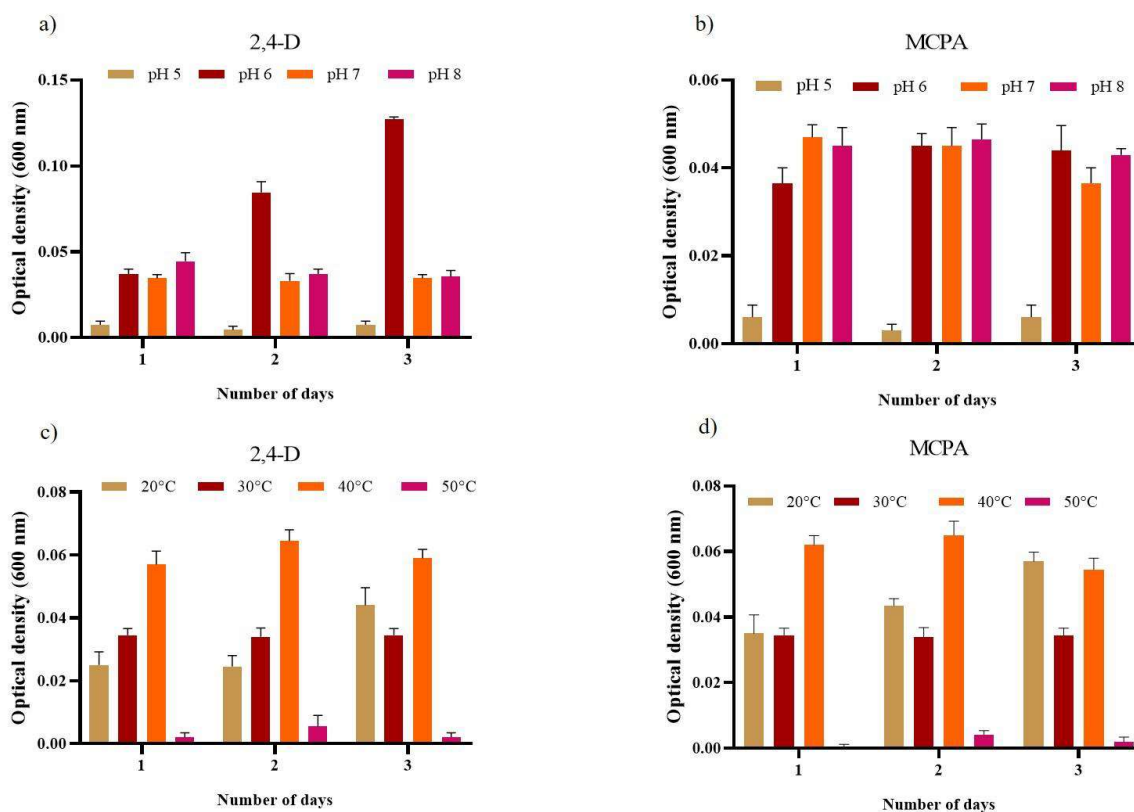 a)
2,4-D
pH 5 pH 6 pH 7 pH 8
Optical density (600 nm)
0.15
0.10
0.05
0.00
1 2 3
Number of days
b)
MCPA
pH 5 pH 6 pH 7 pH 8
Optical density (600 nm)
0.06
0.04
0.02
0.00
1 2 3
Number of days
c)
2,4-D
20°C 30°C 40°C 50°C
Optical density (600 nm)
0.08
0.06
0.04
0.02
0.00
1 2 3
Number of days
d)
MCPA
20°C 30°C 40°C 50°C
Optical density (600 nm)
0.08
0.06
0.04
0.02
0.00
1 2 3
Number of days